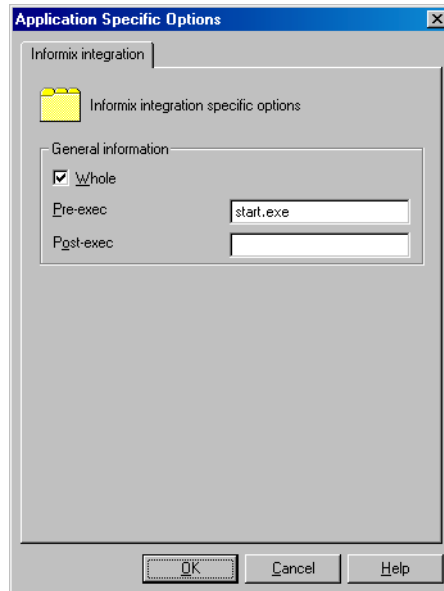 Application Specific Options
Informix integration
Informix integration specific options
General information
Whole
Pre-exec start.exe
Post-exec
OK Cancel Help